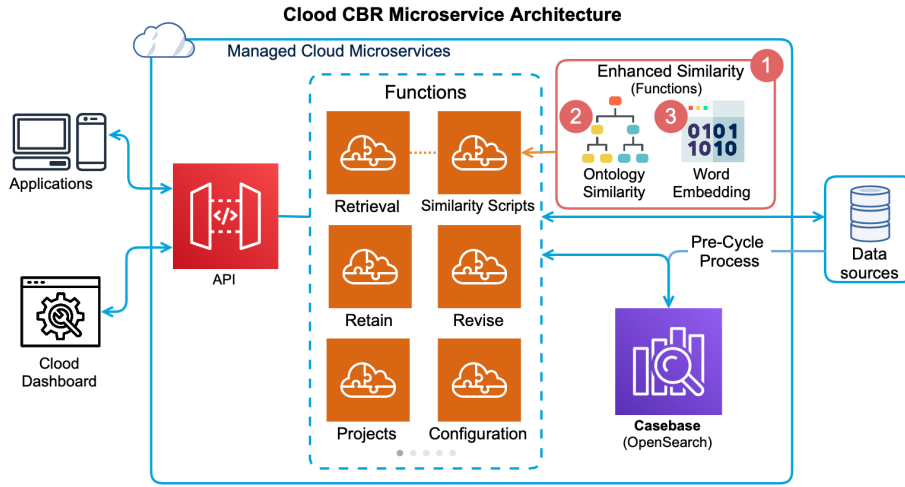 Clood CBR Microservice Architecture
Managed Cloud Microservices
1
Enhanced Similarity
(Functions)
2
3
0101
1010
Ontology
Similarity
Word
Embedding
Functions
Applications
Retrieval
Similarity Scripts
</>
API
Pre-Cycle
Process
Data
sources
Retain
Revise
Clood
Dashboard
Projects
Configuration
Casebase
(OpenSearch)